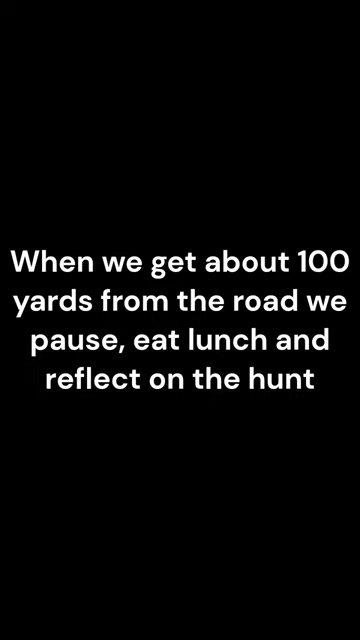 When we get about 100
yards from the road we
pause, eat lunch and
reflect on the hunt